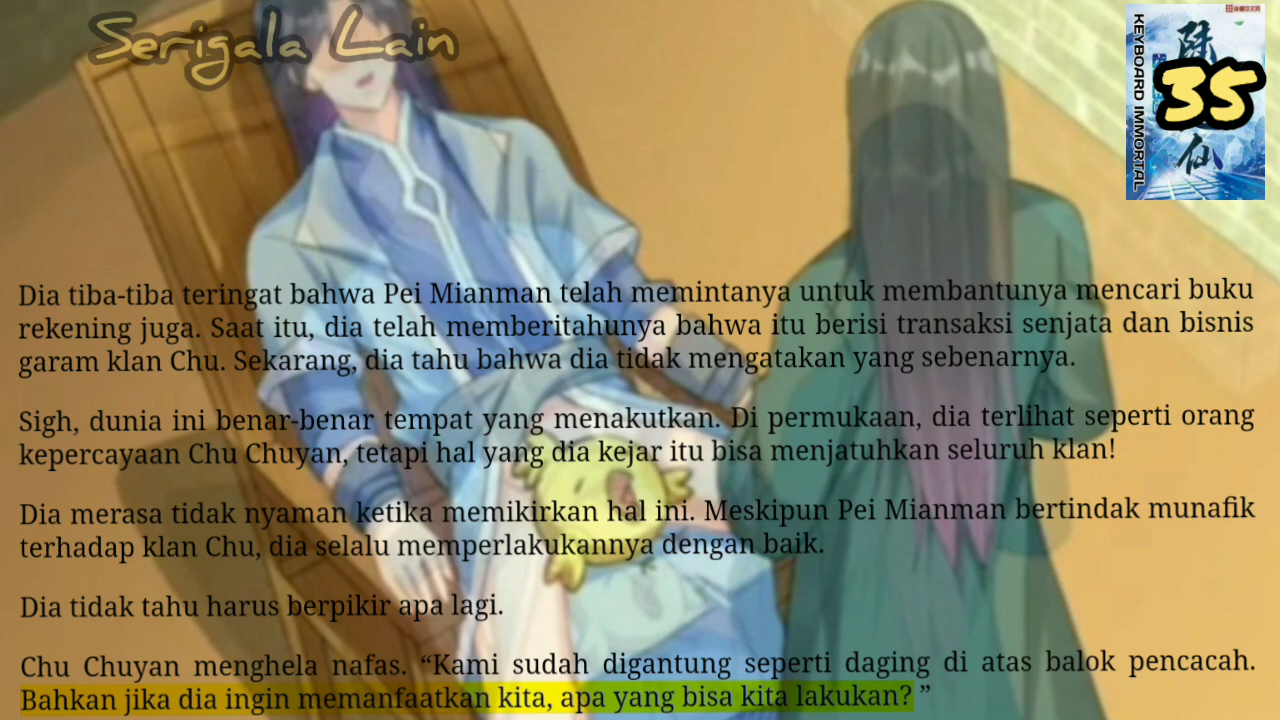 Serigala Lain
KEYBOARD IMMORTAL
35
仙
Dia tiba-tiba teringat bahwa Pei Mianman telah memintanya untuk membantunya mencari buku
rekening juga. Saat itu, dia telah memberitahunya bahwa itu berisi transaksi senjata dan bisnis
garam klan Chu. Sekarang, dia tahu bahwa dia tidak mengatakan yang sebenarnya.
Sigh, dunia ini benar-benar tempat yang menakutkan. Di permukaan, dia terlihat seperti orang
kepercayaan Chu Chuyan, tetapi hal yang dia kejar itu bisa menjatuhkan seluruh klan!
Dia merasa tidak nyaman ketika memikirkan hal ini. Meskipun Pei Mianman bertindak munafik
terhadap klan Chu, dia selalu memperlakukannya dengan baik.
Dia tidak tahu harus berpikir apa lagi.
Chu Chuyan menghela nafas. “Kami sudah digantung seperti daging di atas balok pencacah.
Bahkan jika dia ingin memanfaatkan kita, apa yang bisa kita lakukan? ”